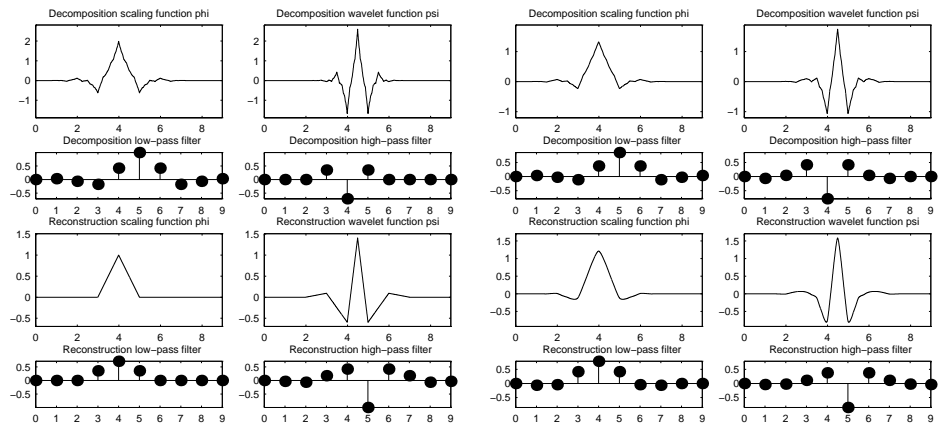 Decomposition scaling function phi
Decomposition wavelet function psi
Decomposition scaling function phi
Decomposition wavelet function psi
2
1
0
−1
0 2 4 6 8
2
1
0
−1
0 2 4 6 8
1
0
−1
0 2 4 6 8
1
0
−1
0 2 4 6 8
Decomposition low−pass filter
Decomposition high−pass filter
Decomposition low−pass filter
Decomposition high−pass filter
0.5
0
−0.5
0 1 2 3 4 5 6 7 8 9
0.5
0
−0.5
0 1 2 3 4 5 6 7 8 9
0.5
0
−0.5
0 1 2 3 4 5 6 7 8 9
0.5
0
−0.5
0 1 2 3 4 5 6 7 8 9
Reconstruction scaling function phi
Reconstruction wavelet function psi
Reconstruction scaling function phi
Reconstruction wavelet function psi
1.5
1
0.5
0
−0.5
0 2 4 6 8
1.5
1
0.5
0
−0.5
0 2 4 6 8
1.5
1
0.5
0
−0.5
0 2 4 6 8
1.5
1
0.5
0
−0.5
0 2 4 6 8
Reconstruction low−pass filter
Reconstruction high−pass filter
Reconstruction low−pass filter
Reconstruction high−pass filter
0.5
0
−0.5
0 1 2 3 4 5 6 7 8 9
0.5
0
−0.5
0 1 2 3 4 5 6 7 8 9
0.5
0
−0.5
0 1 2 3 4 5 6 7 8 9
0.5
0
−0.5
0 1 2 3 4 5 6 7 8 9